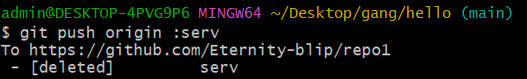 admin@DESKTOP-4PVG9P6 MINGW64 ~/Desktop/gang/hello (main)
$ git push origin :serv
To https://github.com/Eternity-blip/repo1
 - [deleted]         serv